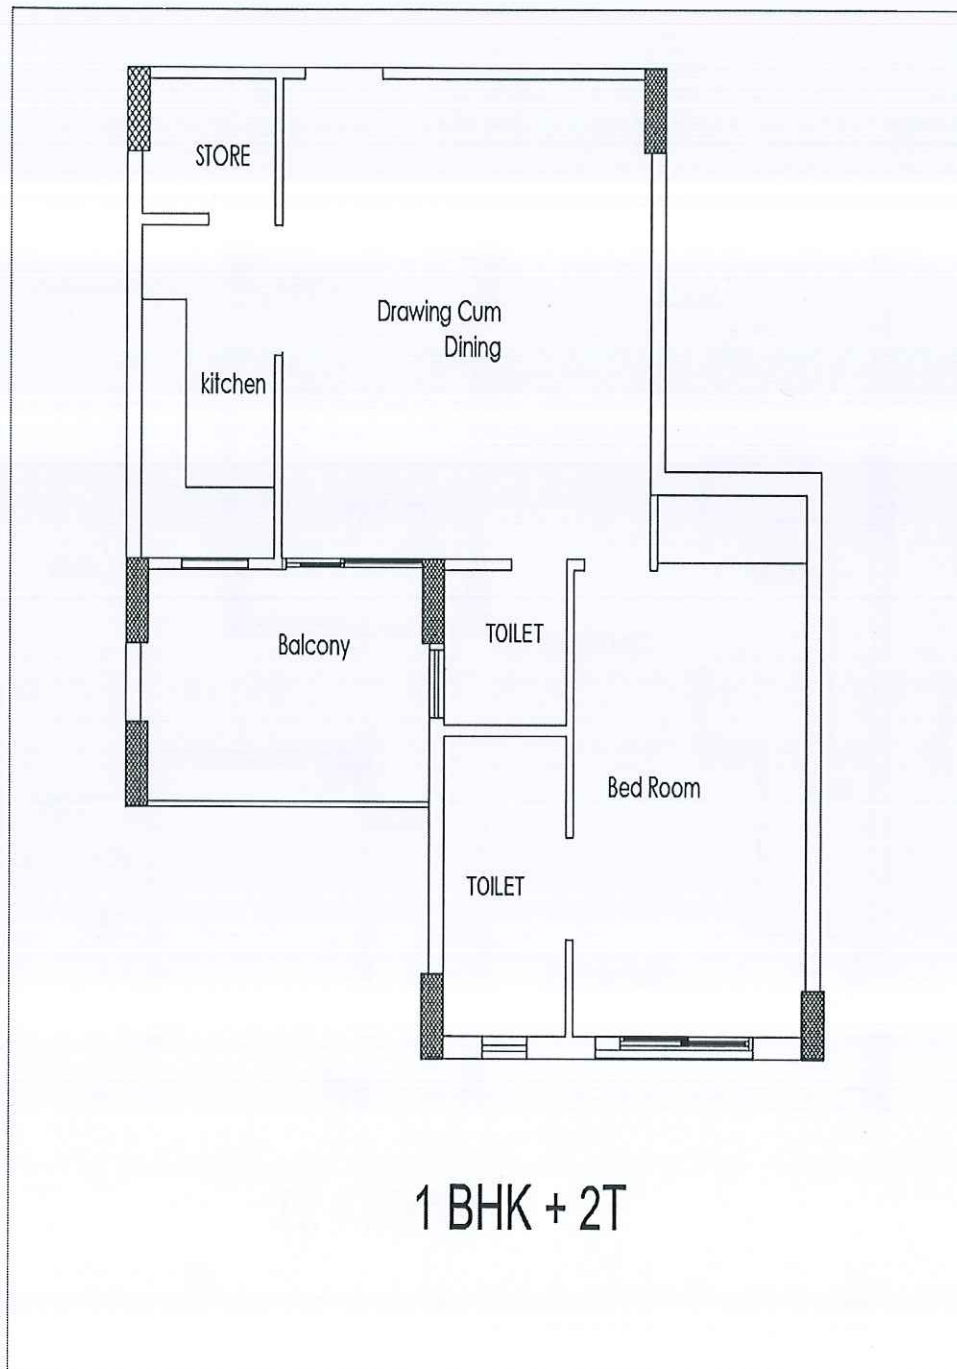 STORE
Drawing Cum
Dining
kitchen
TOILET
Balcony
Bed Room
TOILET
1 BHK + 2T